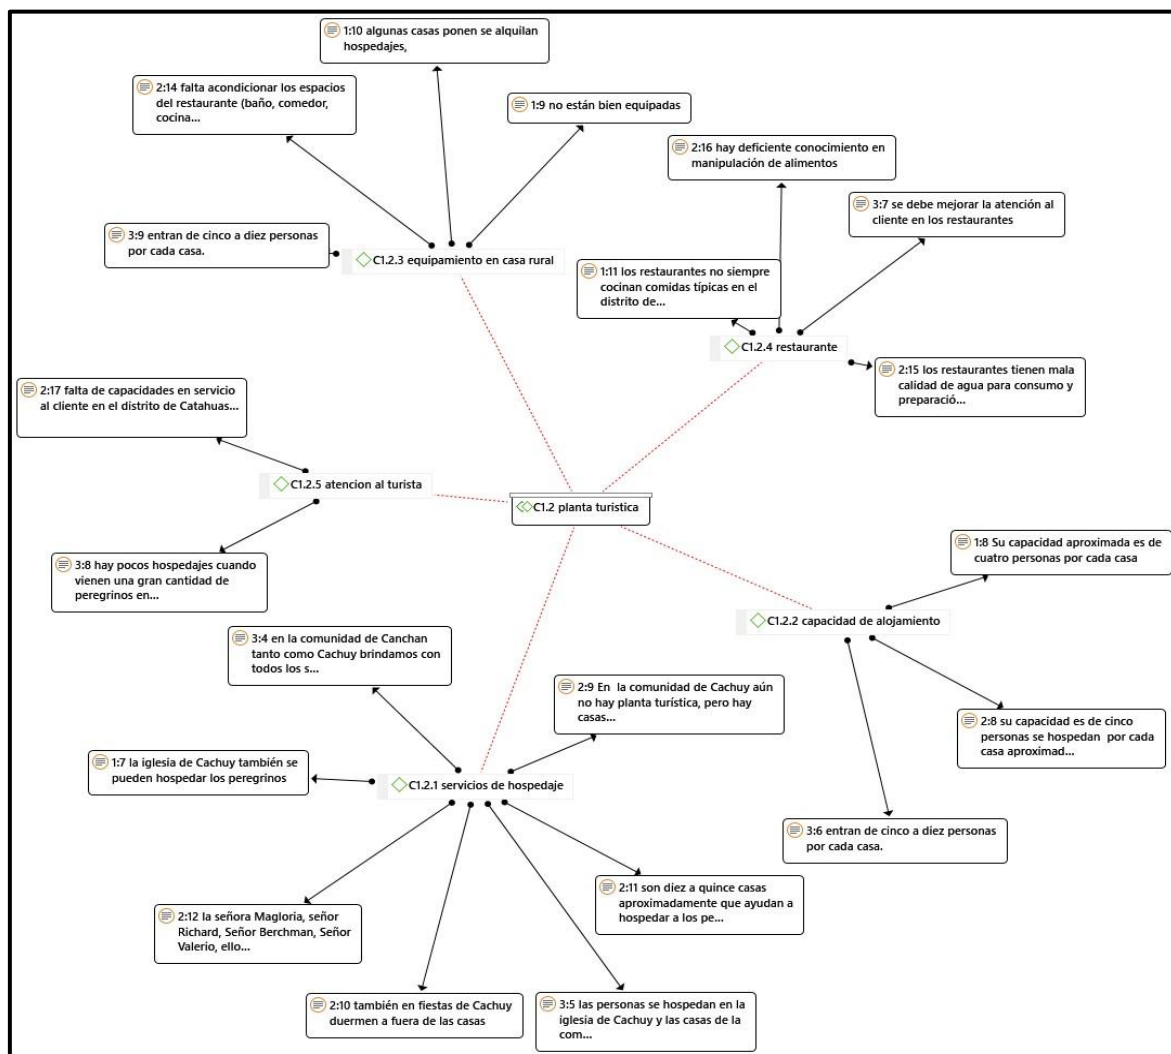 1:10 algunas casas ponen se alquilan
hospedajes,
2:14 falta acondicionar los espacios
del restaurante (baño, comedor,
cocina...
1:9 no están bien equipadas
2:16 hay deficiente conocimiento en
manipulación de alimentos
3:7 se debe mejorar la atención al
cliente en los restaurantes
3:9 entran de cinco a diez personas
por cada casa.
C1.2.3 equipamiento en casa rural
1:11 los restaurantes no siempre
cocinan comidas típicas en el
distrito de...
C1.2.4 restaurante
2:15 los restaurantes tienen mala
calidad de agua para consumo y
preparació...
2:17 falta de capacidades en servicio
al cliente en el distrito de Catahuas...
C1.2.5 atencion al turista
C1.2 planta turistica
3:8 hay pocos hospedajes cuando
vienen una gran cantidad de
peregrinos en...
1:8 Su capacidad aproximada es de
cuatro personas por cada casa
C1.2.2 capacidad de alojamiento
3:4 en la comunidad de Canchan
tanto como Cachuy brindamos con
todos los s...
2:9 En la comunidad de Cachuy aún
no hay planta turística, pero hay
casas...
2:8 su capacidad es de cinco
personas se hospedan por cada
casa aproximad...
1:7 la iglesia de Cachuy también se
pueden hospedar los peregrinos
C1.2.1 servicios de hospedaje
3:6 entran de cinco a diez personas
por cada casa.
2:11 son diez a quince casas
aproximadamente que ayudan a
hospedar a los pe...
2:12 la señora Magloria, señor
Richard, Señor Berchman, Señor
Valerio, ello...
2:10 también en fiestas de Cachuy
duermen a fuera de las casas
3:5 las personas se hospedan en la
iglesia de Cachuy y las casas de la
com...